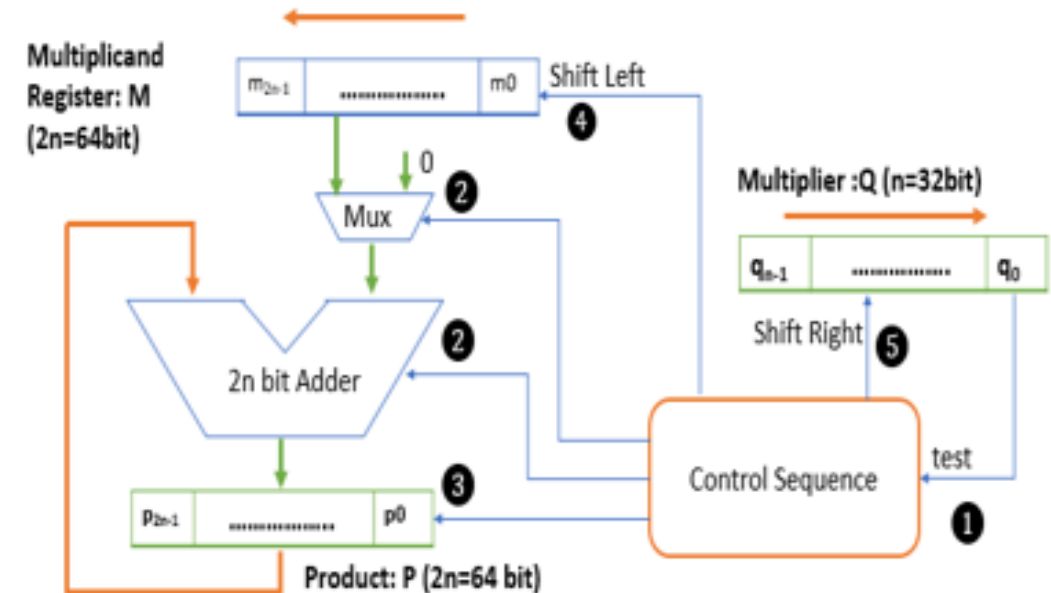 Multiplicand
Register: M
(2n=64bit)
m2n-1 ................. m0
Shift Left
4
0
2
Mux
Multiplier :Q (n=32bit)
qn-1 ................ q0
Shift Right
5
2
2n bit Adder
Control Sequence
test
1
3
p2n-1 ................. p0
Product: P (2n=64 bit)